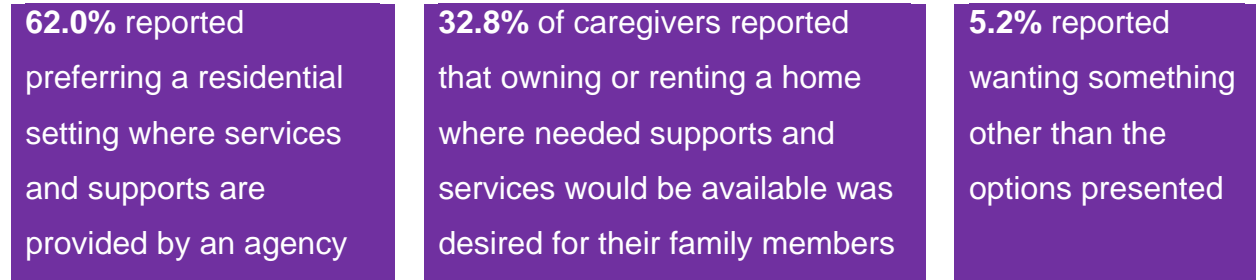 62.0% reported
preferring a residential
setting where services
and supports are
provided by an agency
32.8% of caregivers reported
that owning or renting a home
where needed supports and
services would be available was
desired for their family members
5.2% reported
wanting something
other than the
options presented